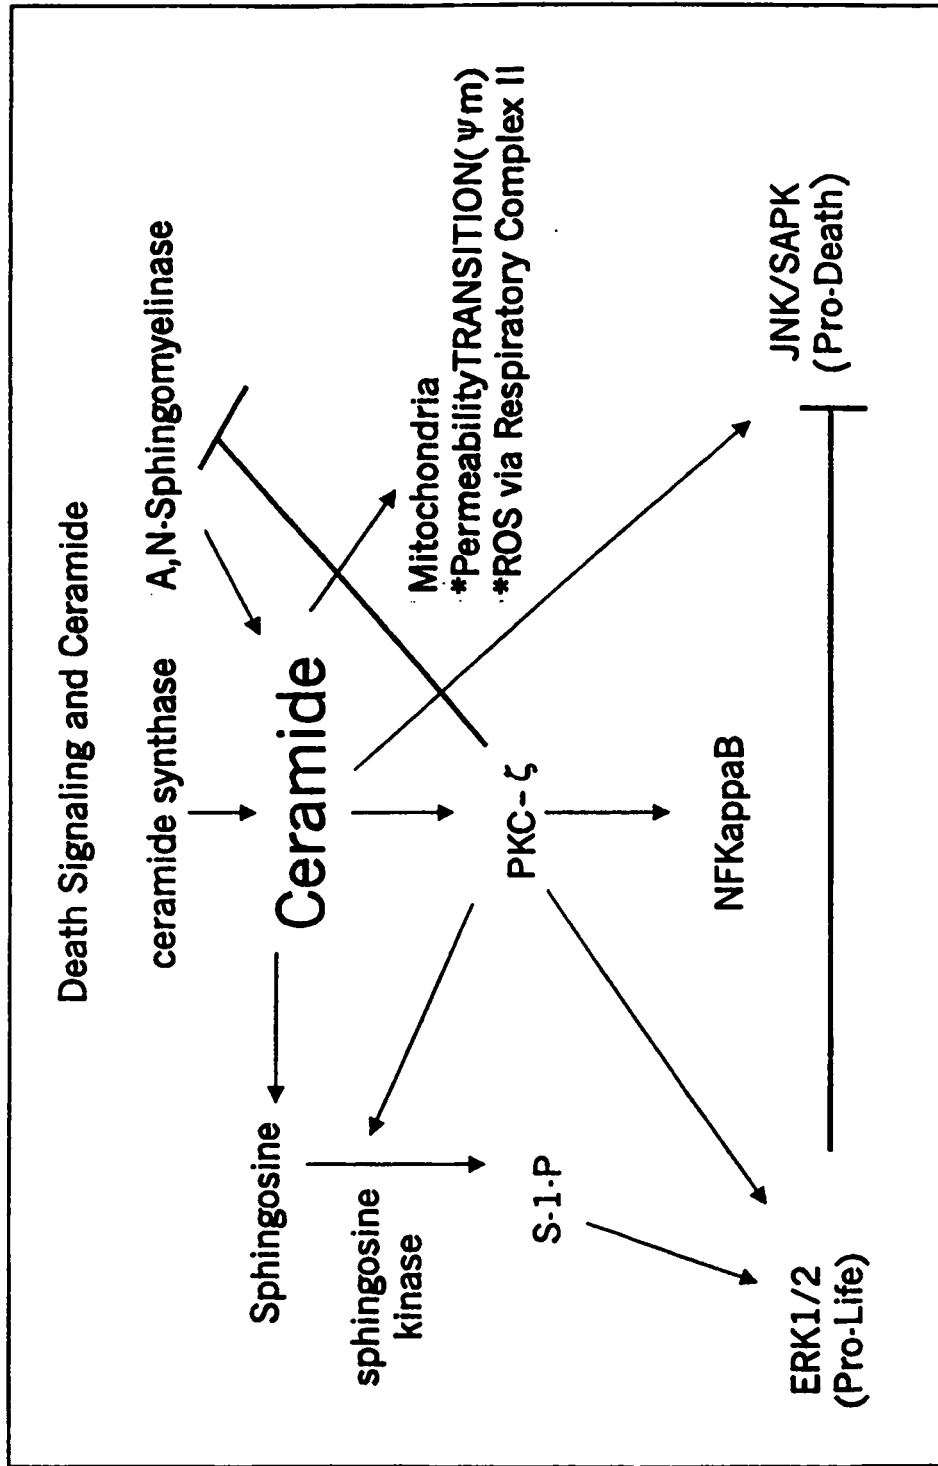 Death Signaling and Ceramide
ceramide synthase
A,N-Sphingomyelinase
Sphingosine
Ceramide
Mitochondria
*PermeabilityTRANSITION(Ψm)
*ROS via Respiratory Complex II
sphingosine
kinase
S-1-P
PKC-ζ
NFKappaB
ERK1/2
(Pro-Life)
JNK/SAPK
(Pro-Death)